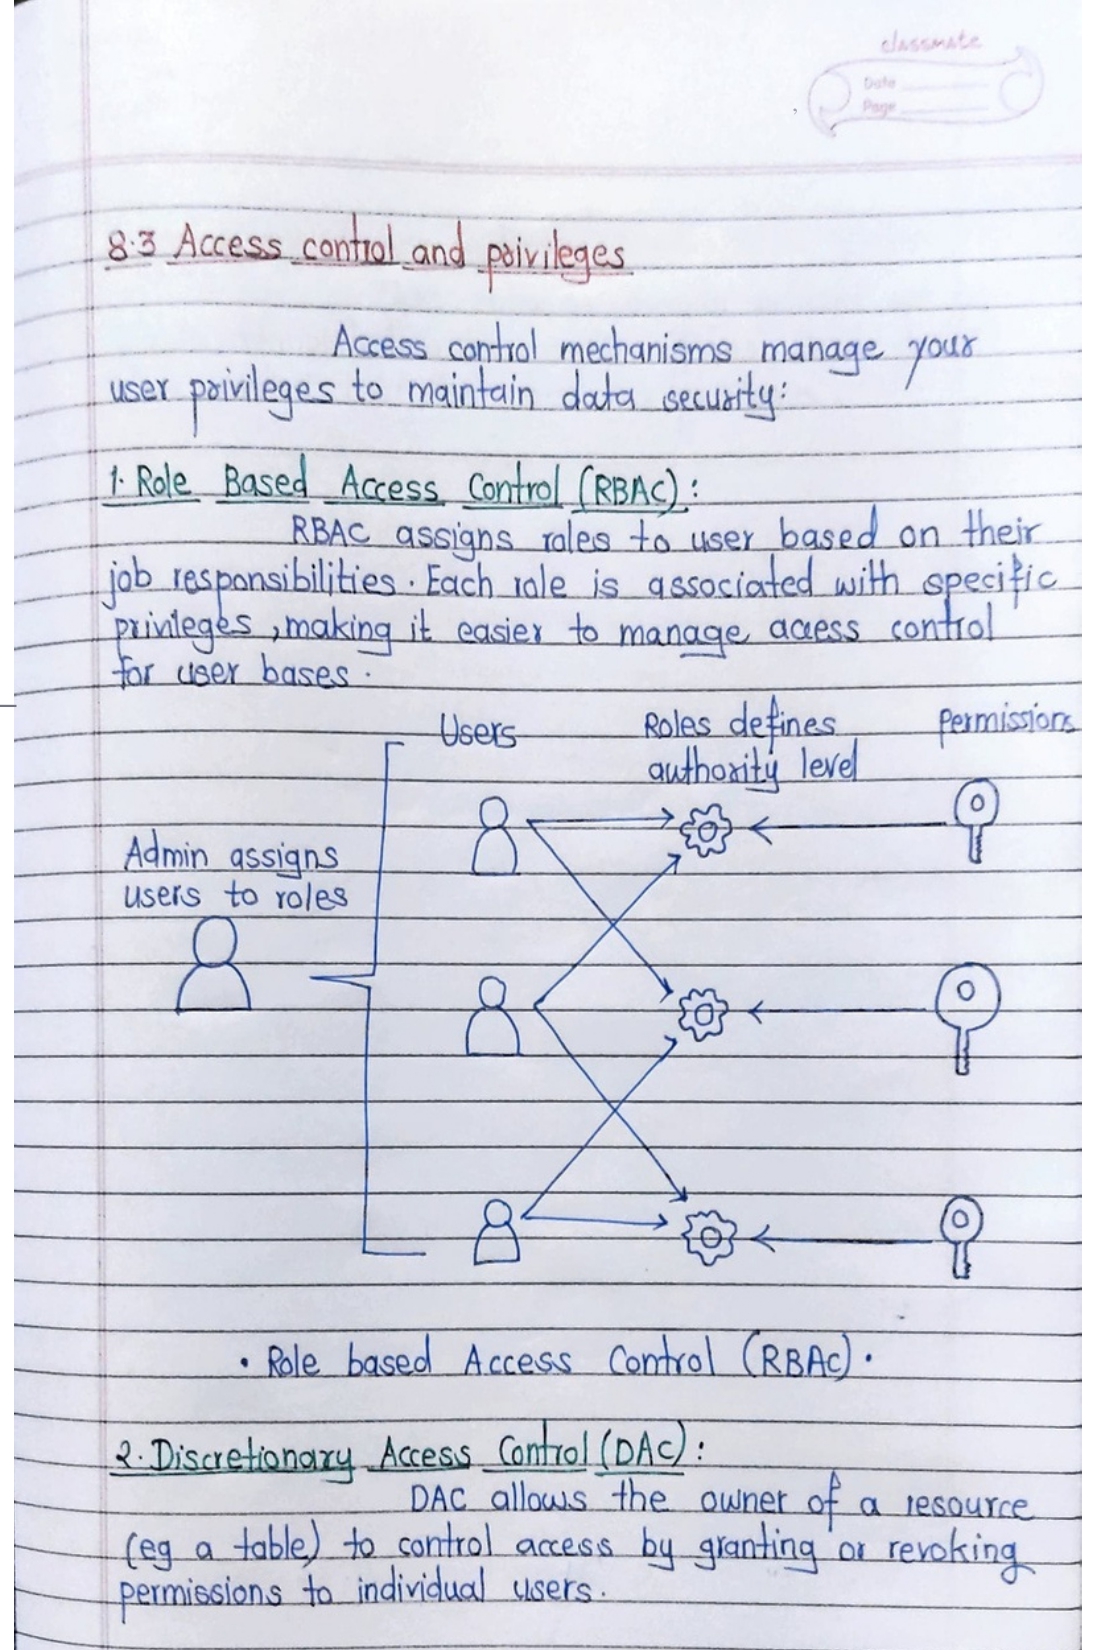 classmate
Date
Page
8.3 Access control and privileges
Access control mechanisms manage your
user privileges to maintain data security:
1. Role Based Access Control (RBAC) :
RBAC assigns roles to user based on their
job responsibilities. Each role is associated with specific
privileges, making it easier to manage access control
for user bases.
Users
Roles defines
authority level
Permissions
Admin assigns
users to roles
• Role based Access Control (RBAC).
2. Discretionary Access Control (DAC) :
DAC allows the owner of a resource
(eg a table) to control access by granting or revoking
permissions to individual users.